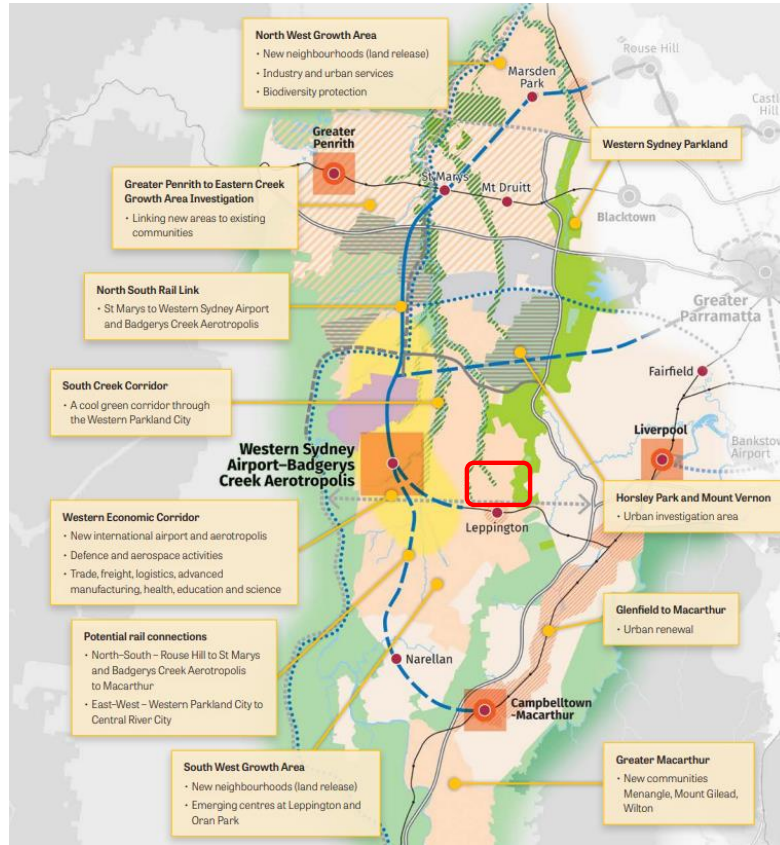 North West Growth Area
• New neighbourhoods (land release)
• Industry and urban services
• Biodiversity protection
Rouse Hill
Marsden
Park
Castle
Greater
Penrith
Western Sydney Parkland
St Marys
Mt Druitt
Greater Penrith to Eastern Creek
Growth Area Investigation
• Linking new areas to existing
communities
Blacktown
North South Rail Link
• St Marys to Western Sydney Airport
and Badgerys Creek Aerotropolis
Greater
Parramatta
Fairfield
South Creek Corridor
• A cool green corridor through
the Western Parkland City
Liverpool
Bankstown
Airport
Western Sydney
Airport–Badgerys
Creek Aerotropolis
Horsley Park and Mount Vernon
• Urban investigation area
Leppington
Western Economic Corridor
• New international airport and aerotropolis
• Defence and aerospace activities
• Trade, freight, logistics, advanced
manufacturing, health, education and science
Glenfield to Macarthur
• Urban renewal
Potential rail connections
• North–South – Rouse Hill to St Marys
and Badgerys Creek Aerotropolis
to Macarthur
• East–West – Western Parkland City to
Central River City
Narellan
Campbelltown
-Macarthur
South West Growth Area
• New neighbourhoods (land release)
• Emerging centres at Leppington and
Oran Park
Greater Macarthur
• New communities
Menangle, Mount Gilead,
Wilton